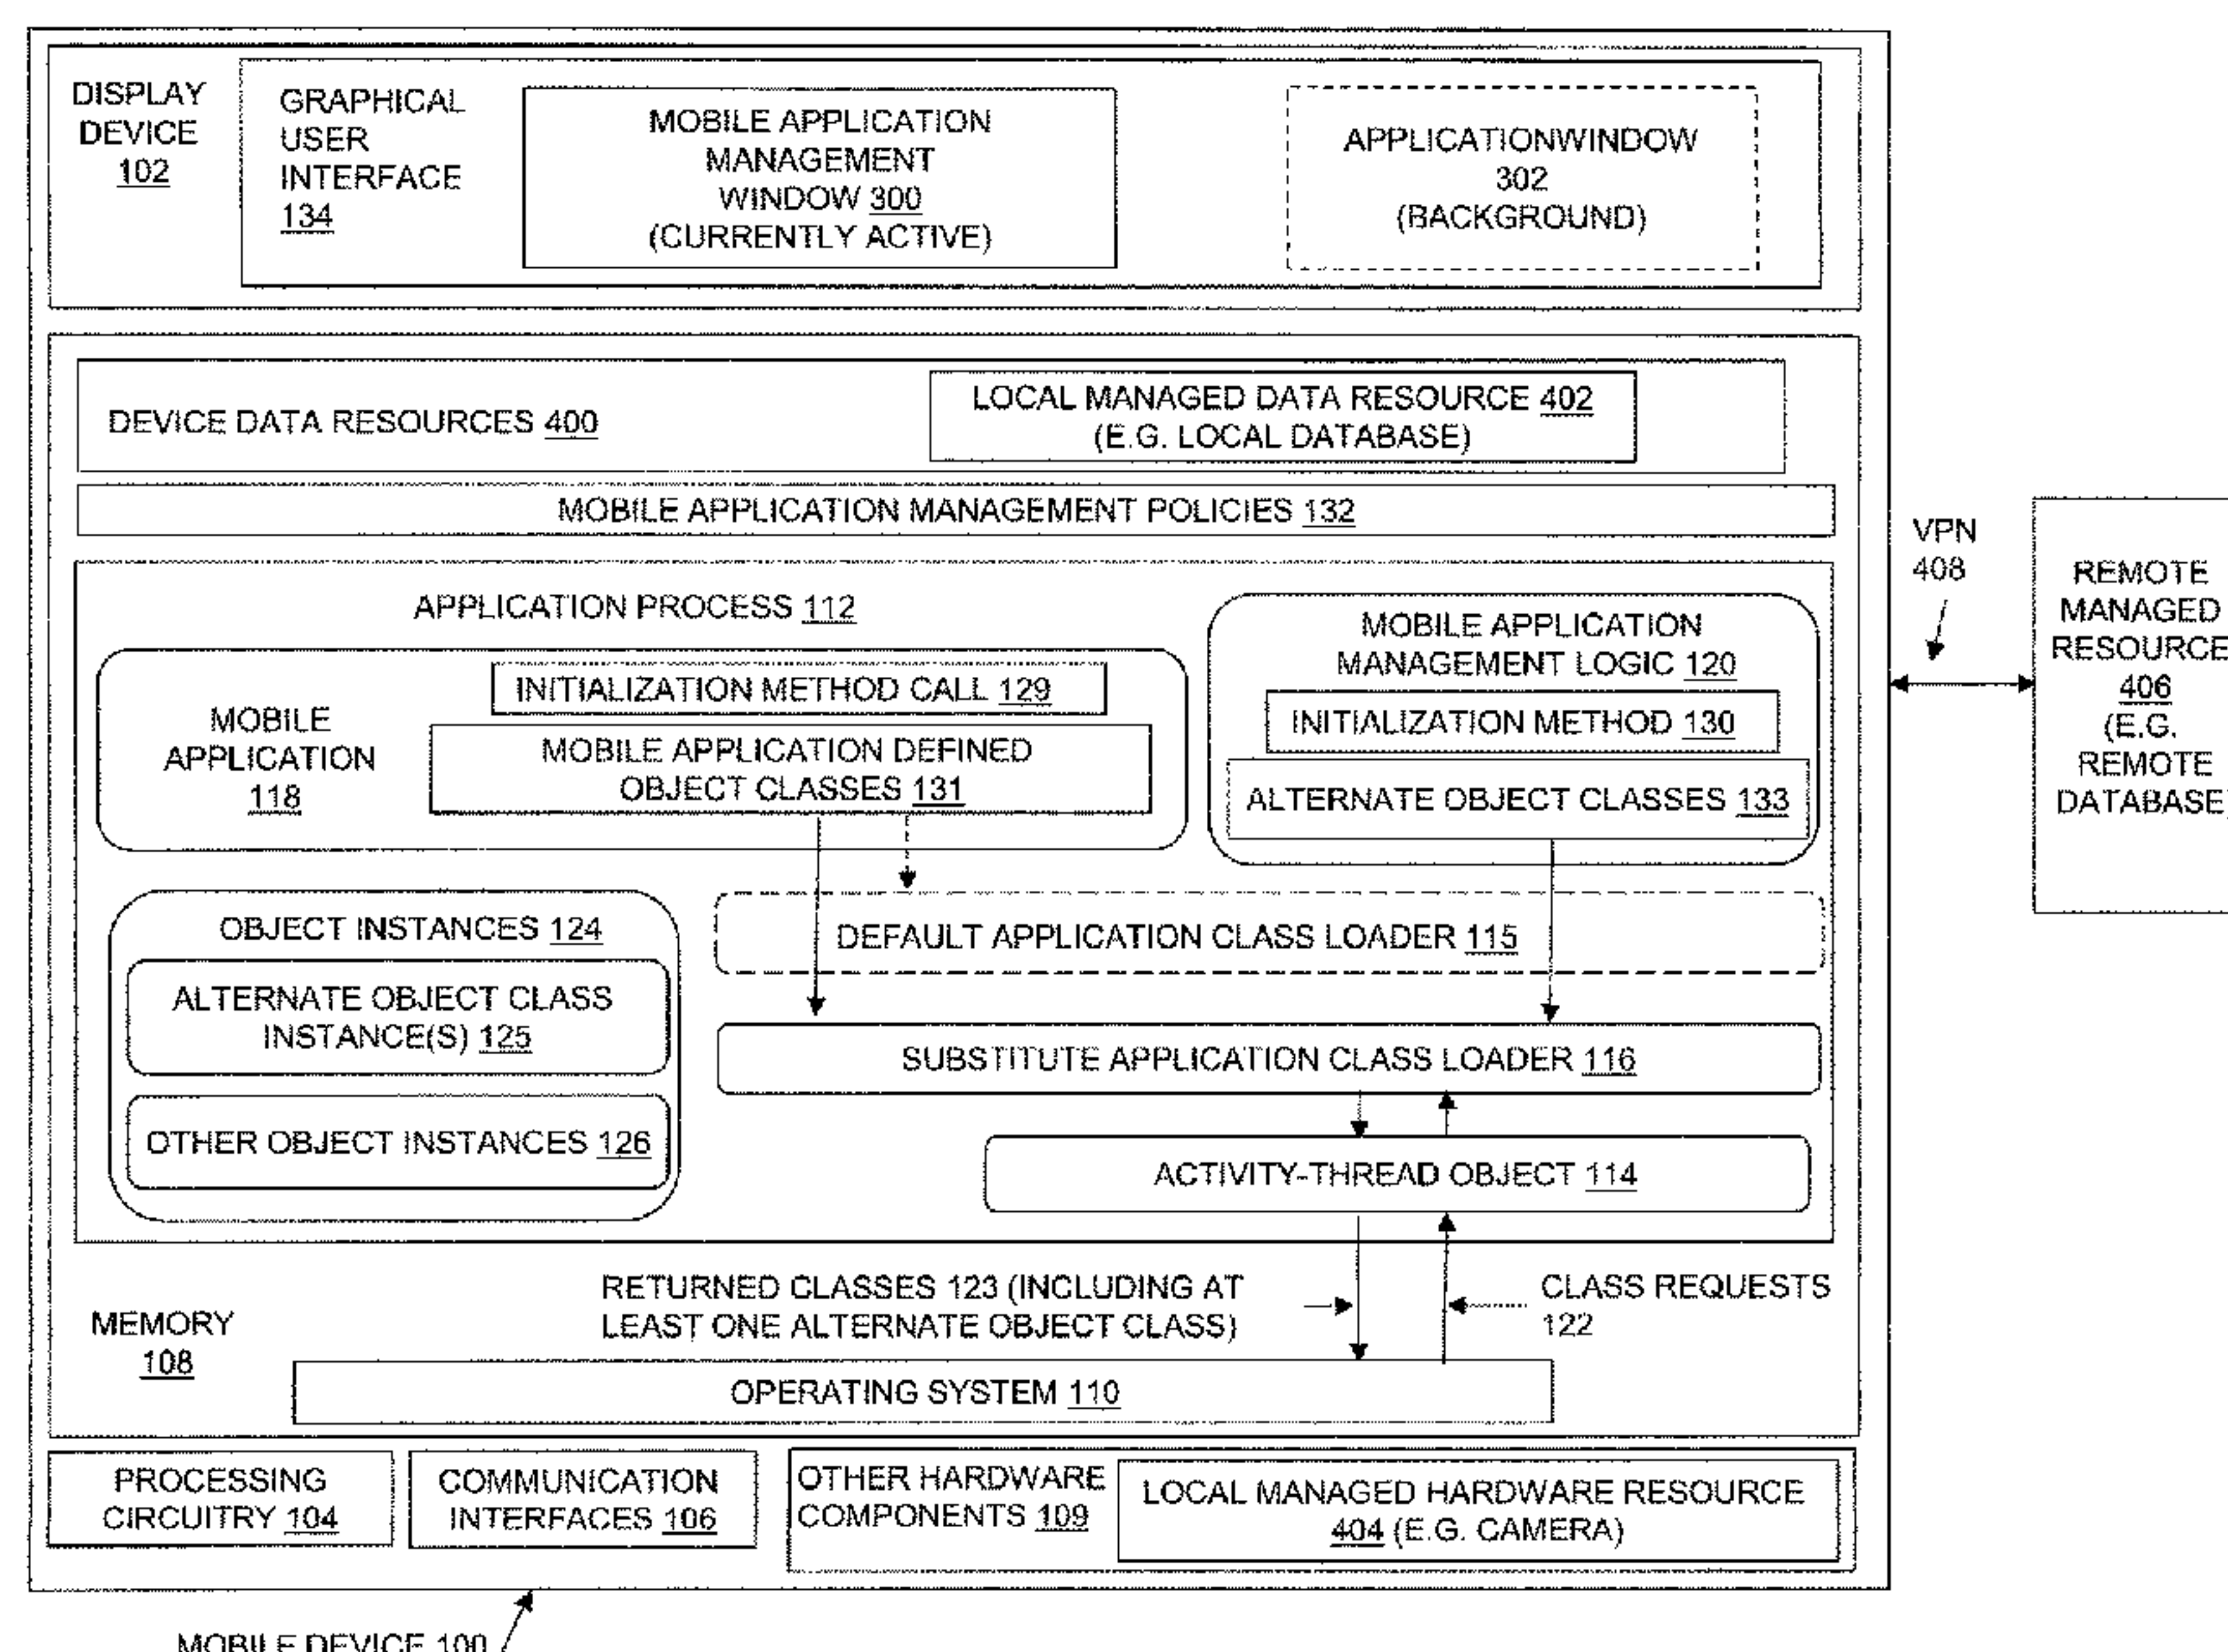 DISPLAY
DEVICE
102
GRAPHICAL
USER
INTERFACE
134
MOBILE APPLICATION
MANAGEMENT
WINDOW 300
(CURRENTLY ACTIVE)
APPLICATIONWINDOW
302
(BACKGROUND)
DEVICE DATA RESOURCES 400
LOCAL MANAGED DATA RESOURCE 402
(E.G. LOCAL DATABASE)
MOBILE APPLICATION MANAGEMENT POLICIES 132
VPN
408
REMOTE
MANAGED
RESOURCE
406
(E.G.
REMOTE
DATABASE)
APPLICATION PROCESS 112
MOBILE
APPLICATION
118
INITIALIZATION METHOD CALL 129
MOBILE APPLICATION DEFINED
OBJECT CLASSES 131
MOBILE APPLICATION
MANAGEMENT LOGIC 120
INITIALIZATION METHOD 130
ALTERNATE OBJECT CLASSES 133
OBJECT INSTANCES 124
ALTERNATE OBJECT CLASS
INSTANCE(S) 125
OTHER OBJECT INSTANCES 126
DEFAULT APPLICATION CLASS LOADER 115
SUBSTITUTE APPLICATION CLASS LOADER 116
ACTIVITY-THREAD OBJECT 114
RETURNED CLASSES 123 (INCLUDING AT
LEAST ONE ALTERNATE OBJECT CLASS)
CLASS REQUESTS
122
MEMORY
108
OPERATING SYSTEM 110
PROCESSING
CIRCUITRY 104
COMMUNICATION
INTERFACES 106
OTHER HARDWARE
COMPONENTS 109
LOCAL MANAGED HARDWARE RESOURCE
404 (E.G. CAMERA)
MOBILE DEVICE 100